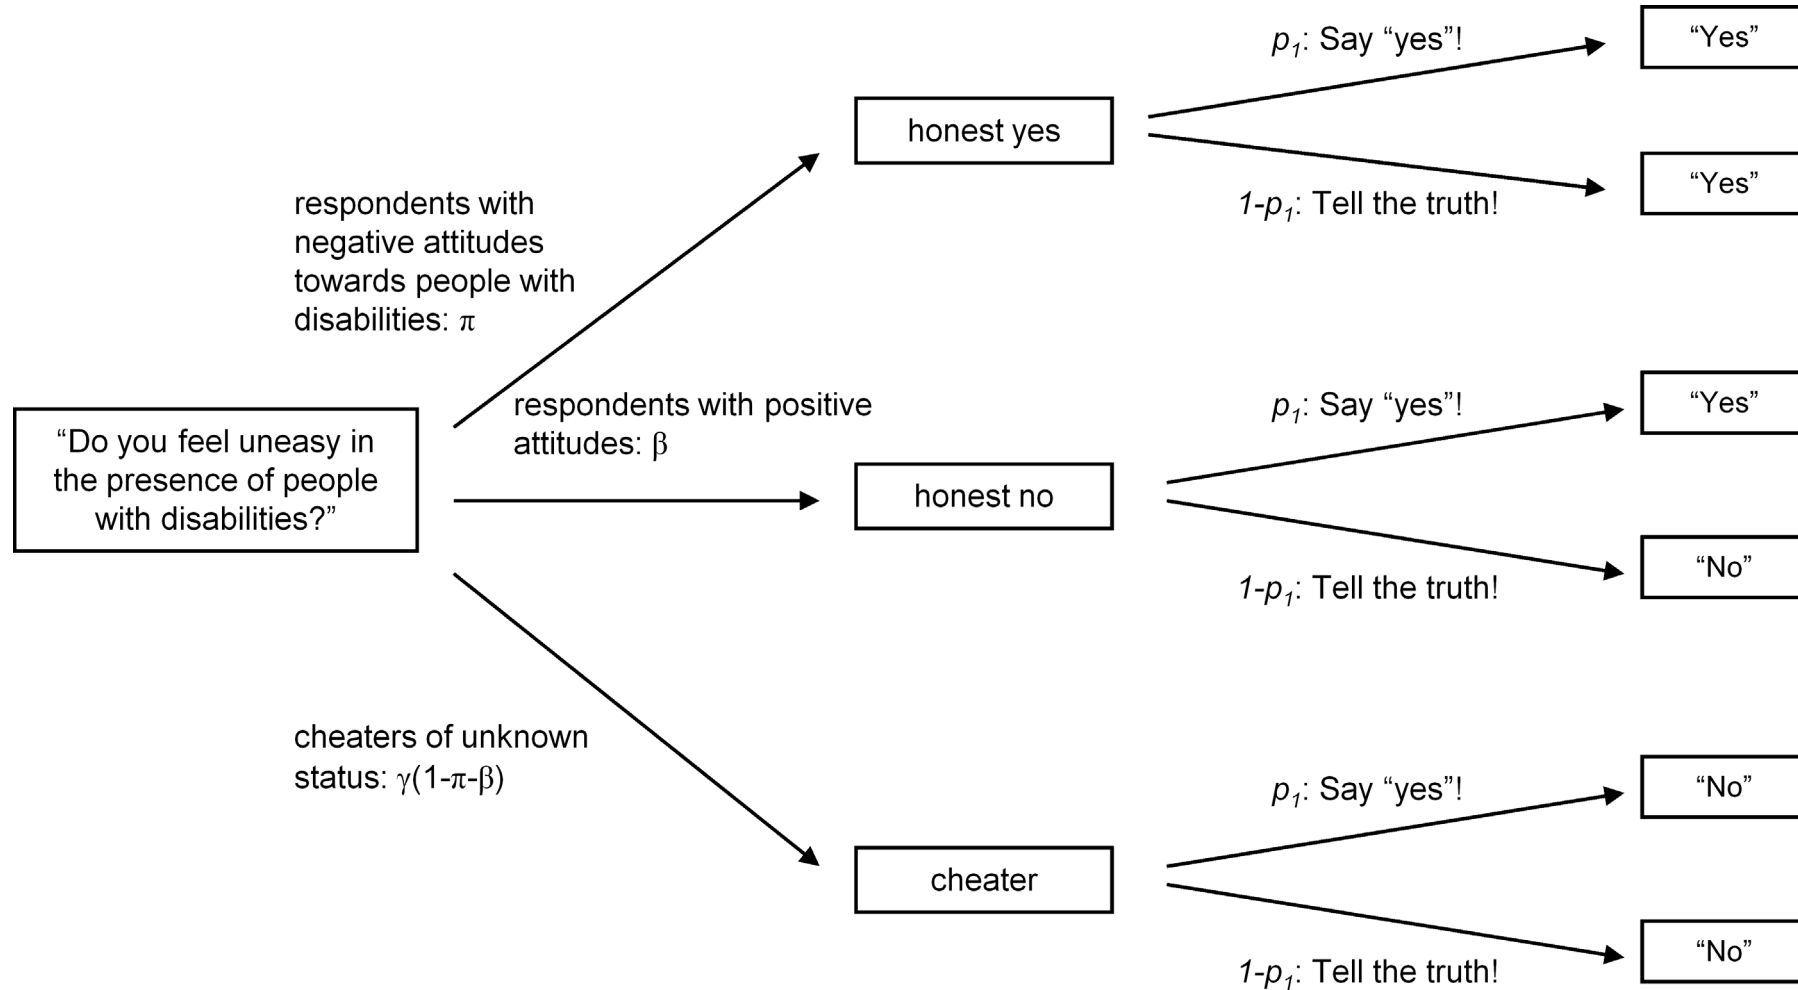 p1: Say “yes”!
“Yes”
honest yes
“Yes”
1-p1: Tell the truth!
respondents with
negative attitudes
towards people with
disabilities: π
respondents with positive
attitudes: β
“Do you feel uneasy in
the presence of people
with disabilities?”
p1: Say “yes”!
“Yes”
honest no
“No”
1-p1: Tell the truth!
cheaters of unknown
status: γ(1-π-β)
p1: Say “yes”!
“No”
cheater
“No”
1-p1: Tell the truth!